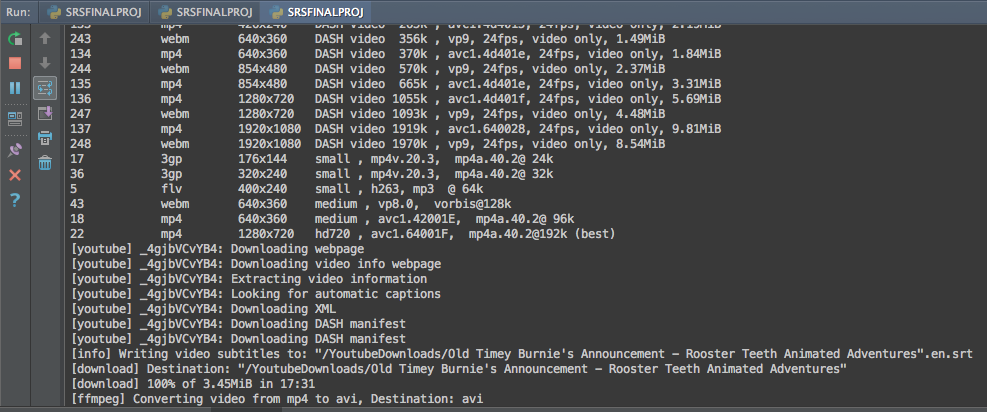 Run: SRSFINALPROJ SRSFINALPROJ SRSFINALPROJ
243 webm 640x360 DASH video 356k , vp9, 24fps, video only, 1.49MiB
134 mp4 640x360 DASH video 370k , avc1.4d401e, 24fps, video only, 1.84MiB
244 webm 854x480 DASH video 570k , vp9, 24fps, video only, 2.37MiB
135 mp4 854x480 DASH video 665k , avc1.4d401e, 24fps, video only, 3.31MiB
136 mp4 1280x720 DASH video 1055k , avc1.4d401f, 24fps, video only, 5.69MiB
247 webm 1280x720 DASH video 1093k , vp9, 24fps, video only, 4.48MiB
137 mp4 1920x1080 DASH video 1919k , avc1.640028, 24fps, video only, 9.81MiB
248 webm 1920x1080 DASH video 1970k , vp9, 24fps, video only, 8.54MiB
17 3gp 176x144 small , mp4v.20.3, mp4a.40.2@ 24k
36 3gp 320x240 small , mp4v.20.3, mp4a.40.2@ 32k
5 flv 400x240 small , h263, mp3 @ 64k
43 webm 640x360 medium , vp8.0, vorbis@128k
18 mp4 640x360 medium , avc1.42001E, mp4a.40.2@ 96k
22 mp4 1280x720 hd720 , avc1.64001F, mp4a.40.2@192k (best)
[youtube] _4gjbVCvYB4: Downloading webpage
[youtube] _4gjbVCvYB4: Downloading video info webpage
[youtube] _4gjbVCvYB4: Extracting video information
[youtube] _4gjbVCvYB4: Looking for automatic captions
[youtube] _4gjbVCvYB4: Downloading XML
[youtube] _4gjbVCvYB4: Downloading DASH manifest
[youtube] _4gjbVCvYB4: Downloading DASH manifest
[info] Writing video subtitles to: "/YoutubeDownloads/Old Timey Burnie's Announcement - Rooster Teeth Animated Adventures".en.srt
[download] Destination: "/YoutubeDownloads/Old Timey Burnie's Announcement - Rooster Teeth Animated Adventures"
[download] 100% of 3.45MiB in 17:31
[ffmpeg] Converting video from mp4 to avi, Destination: avi